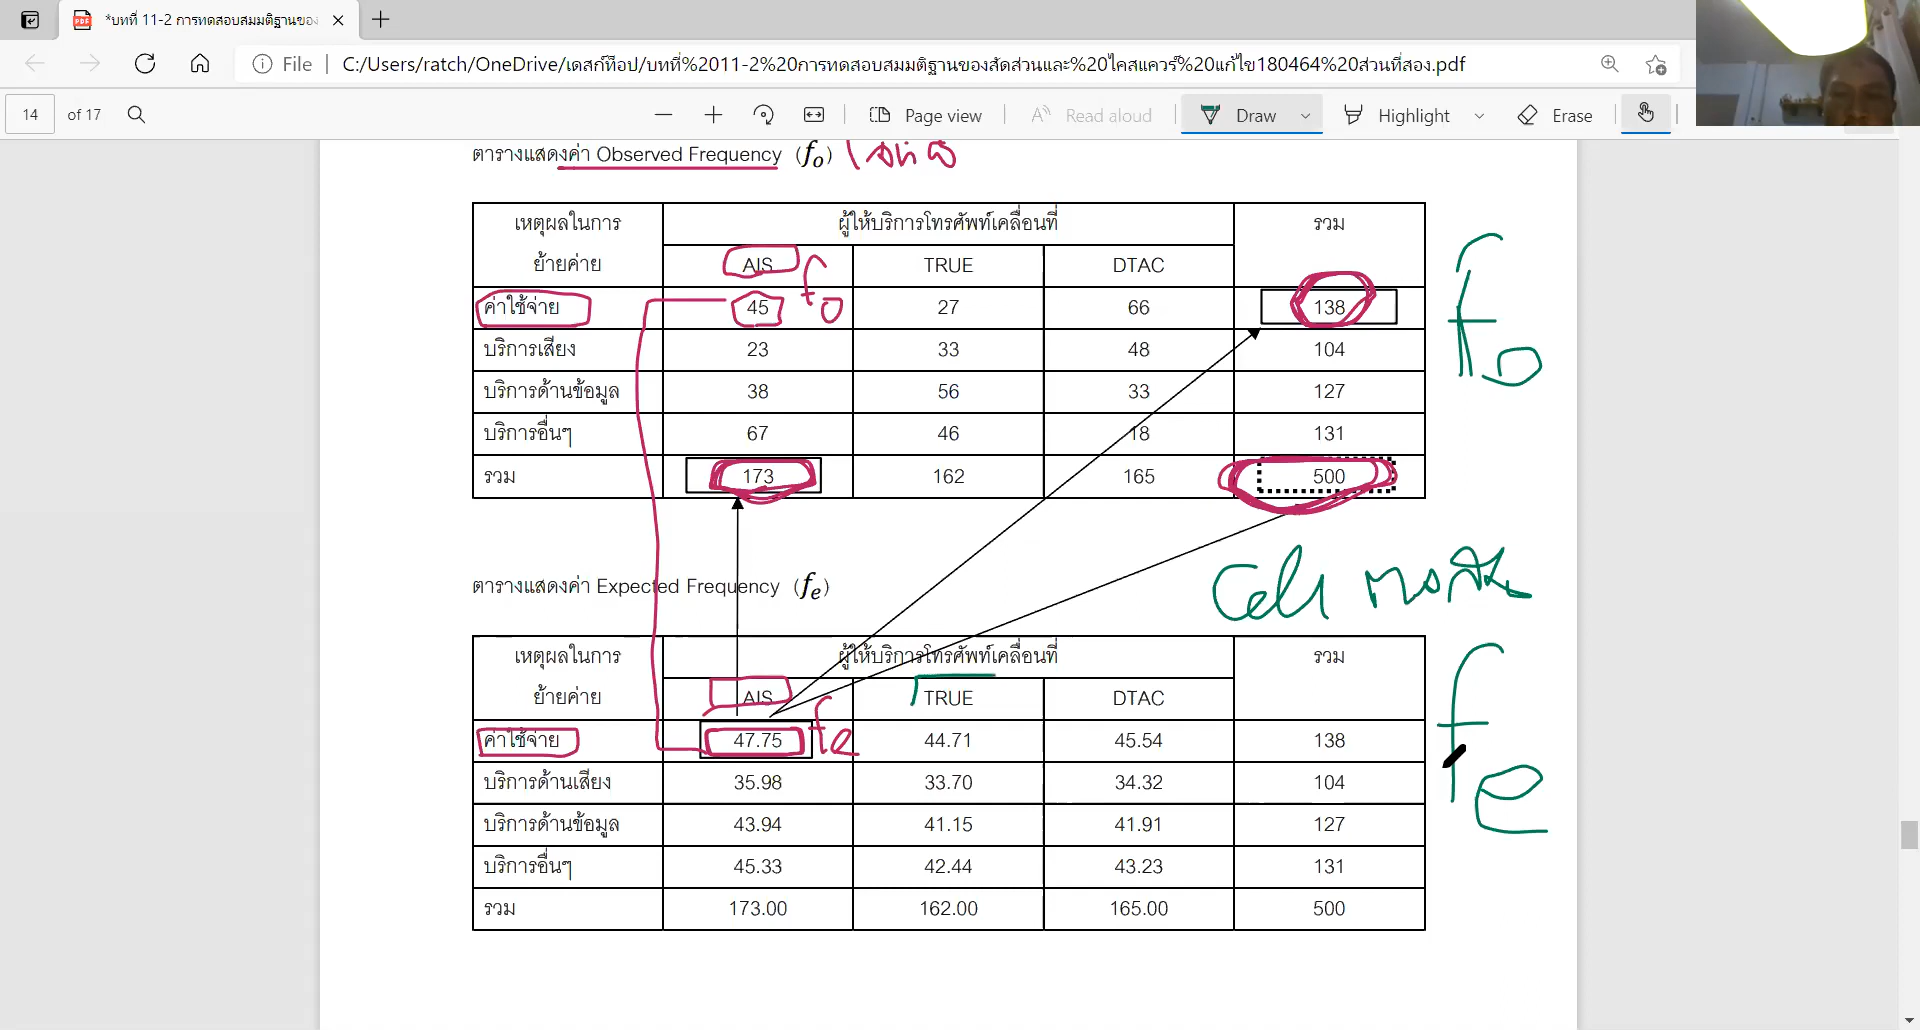 *บทที่ 11-2 การทดสอบสมมติฐานของ
File
C:/Users/ratch/OneDrive/เดสก์ท็อป/บทที่%2011-2%20การทดสอบสมมติฐานของสัดส่วนและ%20ไคสแควร์%20แก้ไข180464%20ส่วนที่สอง.pdf
14 of 17 Page view Read aloud Draw Highlight Erase
ตารางแสดงค่า Observed Frequency (fo)
เหตุผลในการ ผู้ให้บริการโทรศัพท์เคลื่อนที่ รวม
ย้ายค่าย AIS TRUE DTAC
fo
ค่าใช้จ่าย 45 27 66 138
บริการเสียง 23 33 48 104
บริการด้านข้อมูล 38 56 33 127
บริการอื่นๆ 67 46 18 131
รวม 173 162 165 500
fo
ตารางแสดงค่า Expected Frequency (fe)
เหตุผลในการ ผู้ให้บริการโทรศัพท์เคลื่อนที่ รวม
ย้ายค่าย AIS TRUE DTAC
ค่าใช้จ่าย 47.75 fe 44.71 45.54 138
บริการด้านเสียง 35.98 33.70 34.32 104
บริการด้านข้อมูล 43.94 41.15 41.91 127
บริการอื่นๆ 45.33 42.44 43.23 131
รวม 173.00 162.00 165.00 500
fe